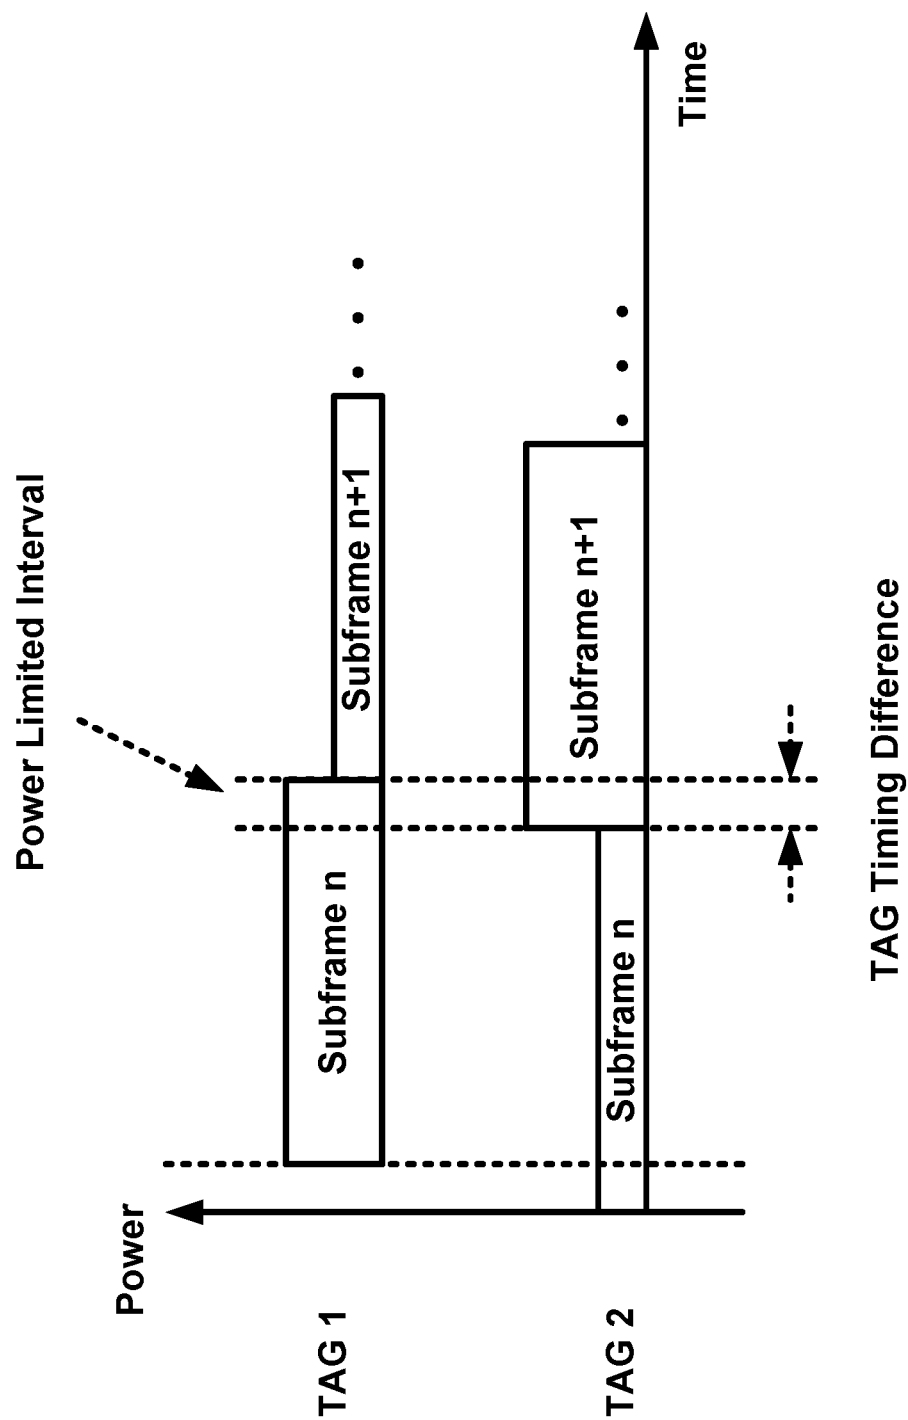 Power Limited Interval
Power
TAG 1
Subframe n
Subframe n+1
TAG 2
Subframe n
Subframe n+1
Time
TAG Timing Difference